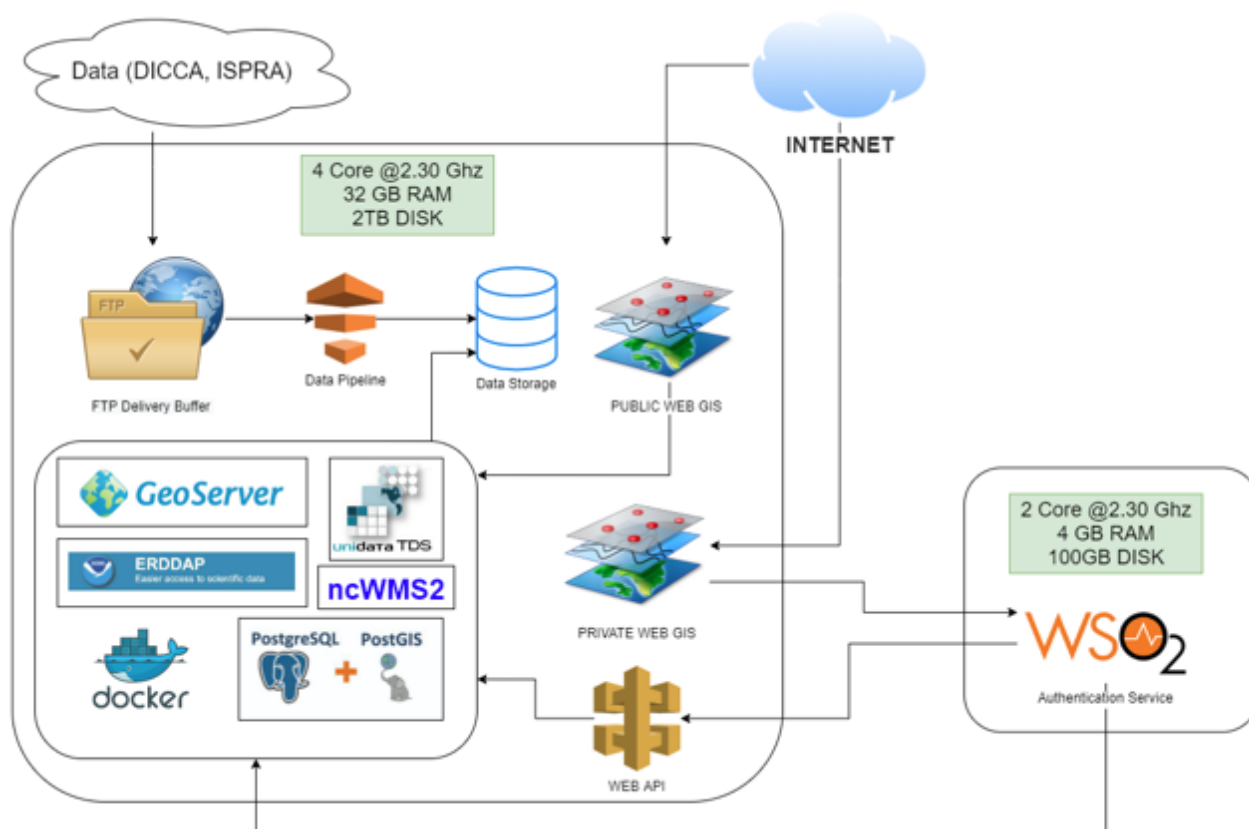 Data (DICCA, ISPRA)
INTERNET
4 Core @2.30 Ghz
32 GB RAM
2TB DISK
FTP
FTP Delivery Buffer
Data Pipeline
Data Storage
PUBLIC WEB GIS
GeoServer
unidata TDS
ERDDAP
Easier access to scientific data
ncWMS2
docker
PostgreSQL + PostGIS
PRIVATE WEB GIS
WEB API
2 Core @2.30 Ghz
4 GB RAM
100GB DISK
WSO2
Authentication Service